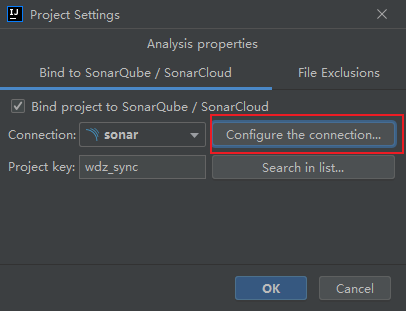 IJ Project Settings
Analysis properties
Bind to SonarQube / SonarCloud File Exclusions
Bind project to SonarQube / SonarCloud
Connection: sonar Configure the connection...
Project key: wdz_sync Search in list...
OK Cancel